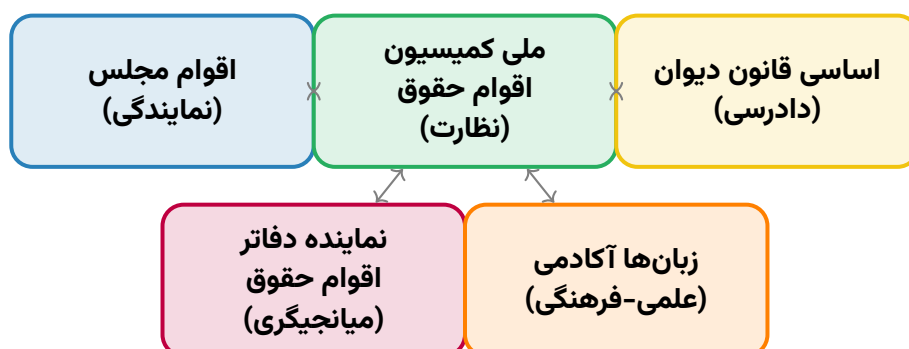 اساسی قانون دیوان
(دادرسی)
ملی کمیسیون
اقوام حقوق
(نظارت)
اقوام مجلس
(نمایندگی)
زبان‌ها آکادمی
(علمی-فرهنگی)
نماینده دفاتر
اقوام حقوق
(میانجیگری)